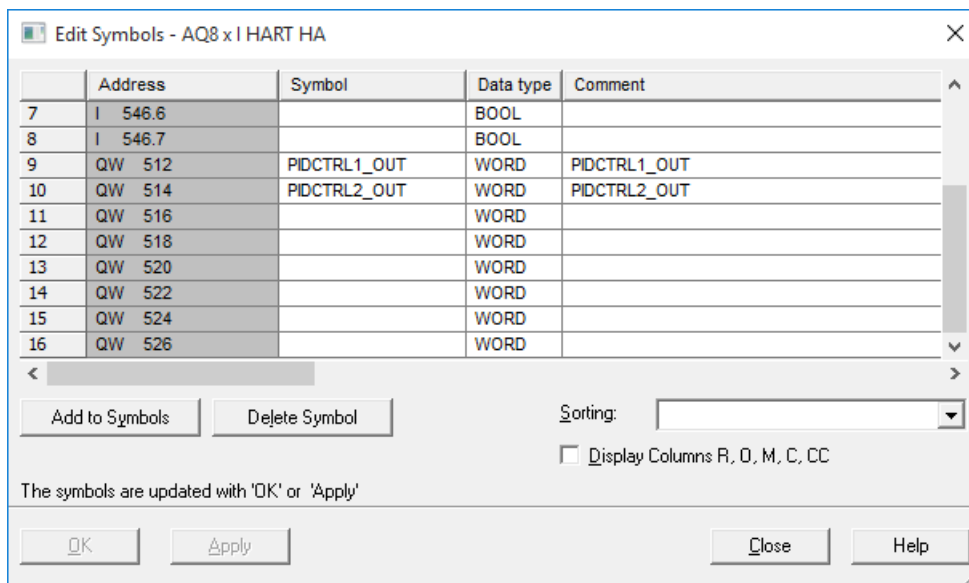 Edit Symbols - AQ8 x I HART HA
Address Symbol Data type Comment
7 I 546.6 BOOL
8 I 546.7 BOOL
9 QW 512 PIDCTRL1_OUT WORD PIDCTRL1_OUT
10 QW 514 PIDCTRL2_OUT WORD PIDCTRL2_OUT
11 QW 516 WORD
12 QW 518 WORD
13 QW 520 WORD
14 QW 522 WORD
15 QW 524 WORD
16 QW 526 WORD
Add to Symbols Delete Symbol Sorting:
Display Columns R, O, M, C, CC
The symbols are updated with 'OK' or 'Apply'
OK Apply Close Help